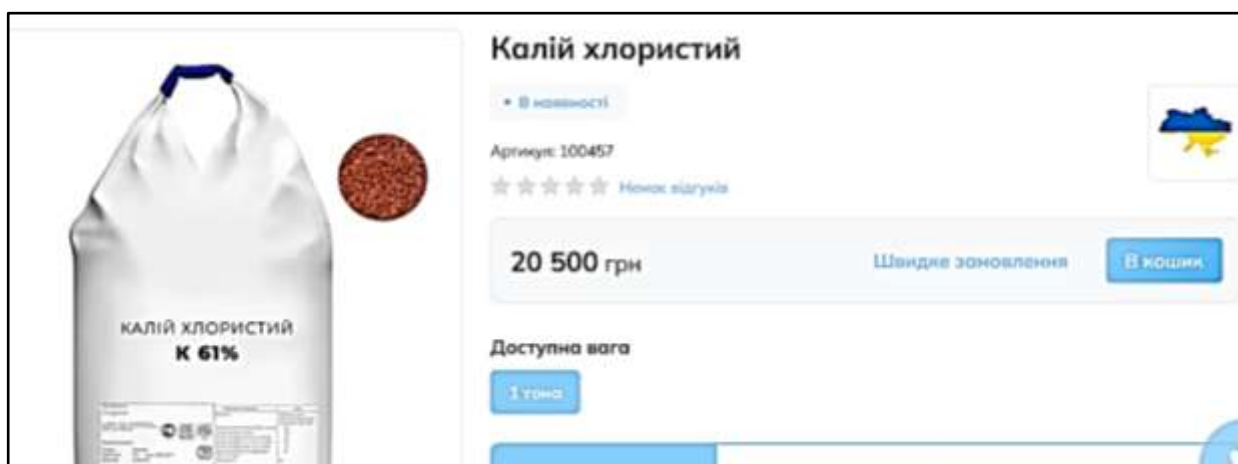 Калій хлористий
• В наявності
Артикул: 100457
Немає відгуків
20 500 грн
Швидке замовлення
В кошик
КАЛІЙ ХЛОРИСТИЙ
К 61%
Доступна вага
1 тона